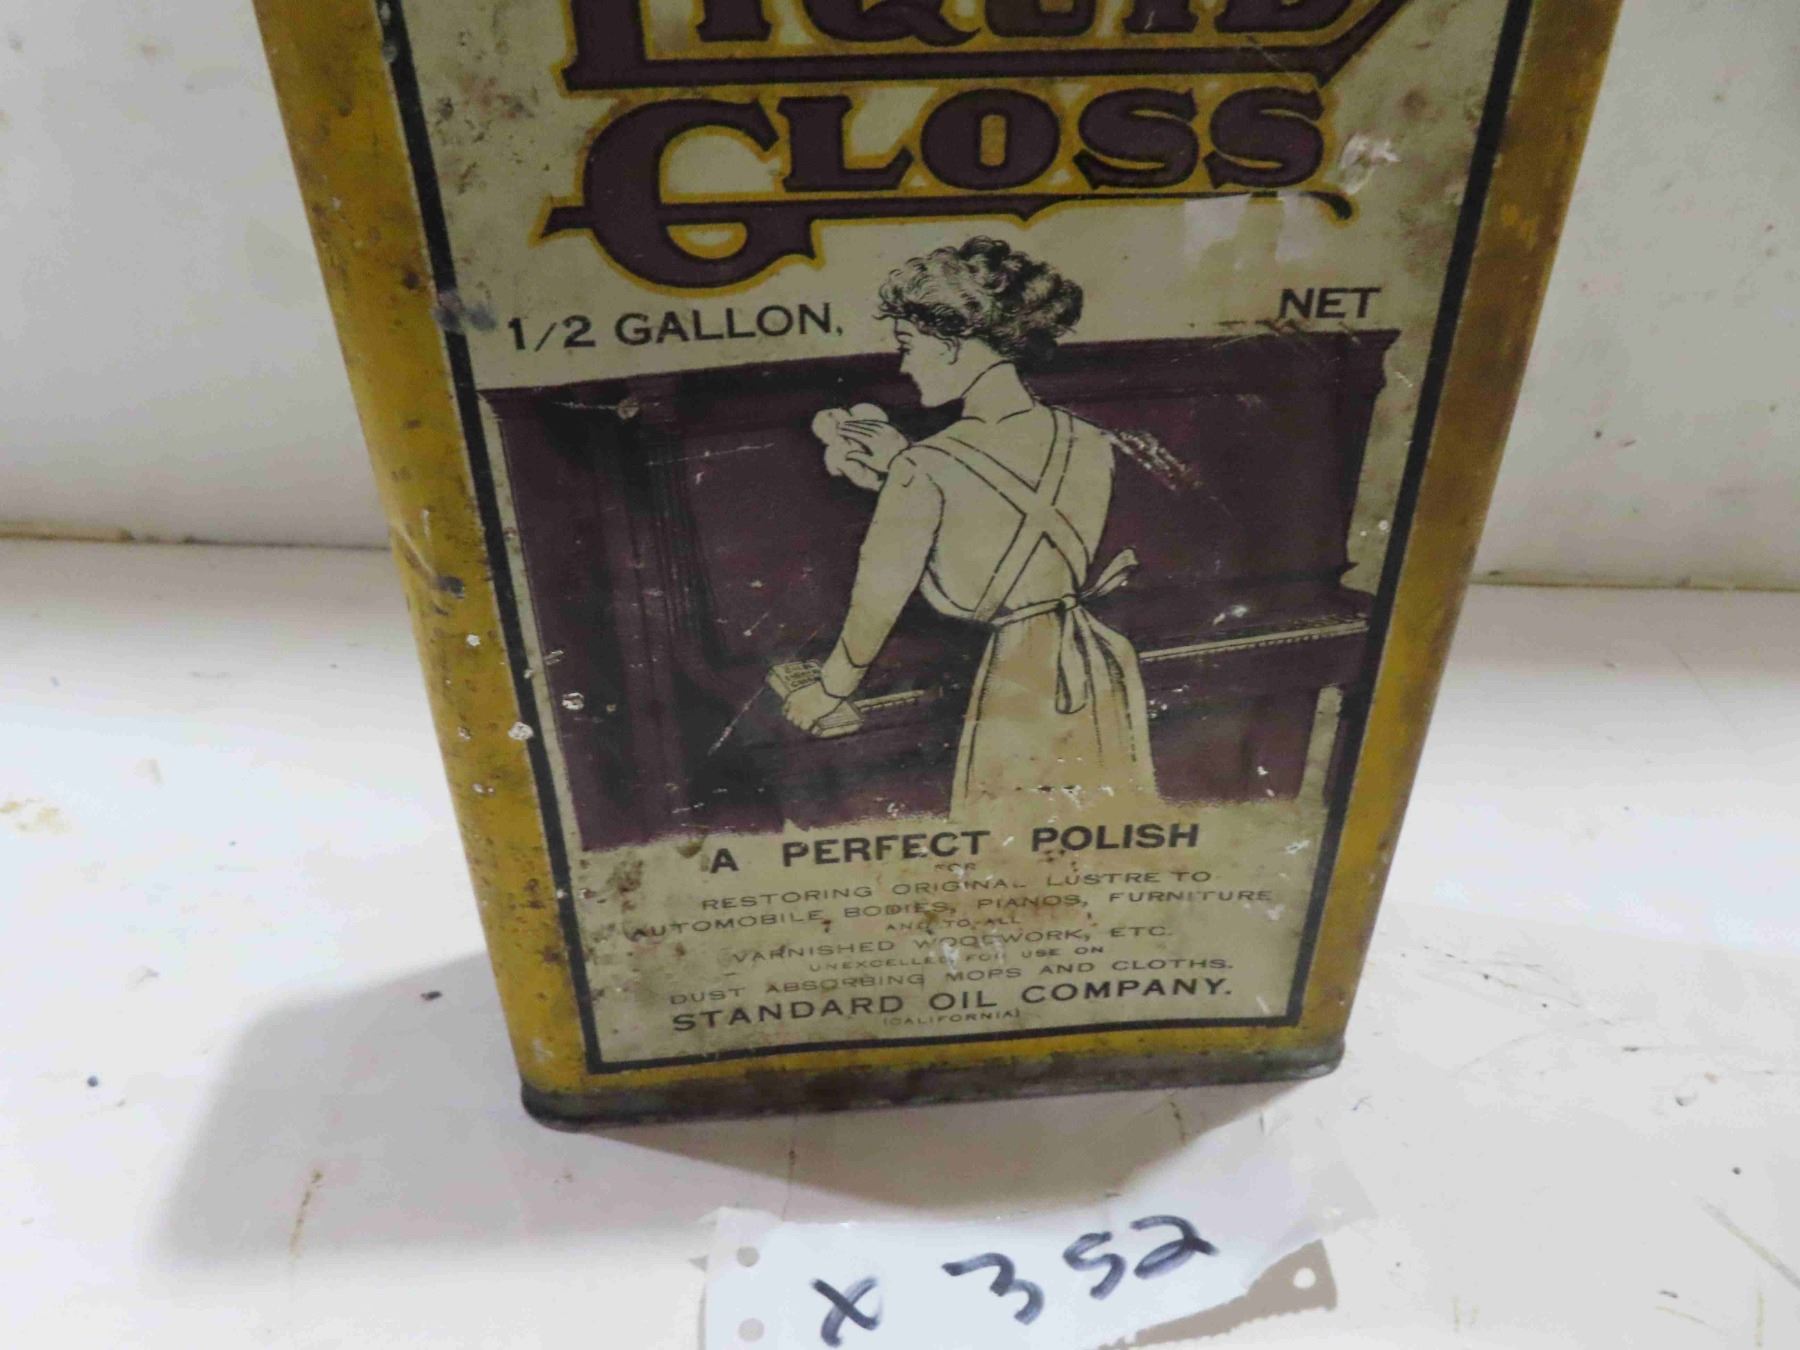 LIQUID
GLOSS
1/2 GALLON. NET
A PERFECT POLISH
FOR
RESTORING ORIGINAL LUSTRE TO
AUTOMOBILE BODIES, PIANOS, FURNITURE
AND TO ALL
VARNISHED WOODWORK, ETC.
UNEXCELLED FOR USE ON
DUST ABSORBING MOPS AND CLOTHS.
STANDARD OIL COMPANY.
(CALIFORNIA)
X 352